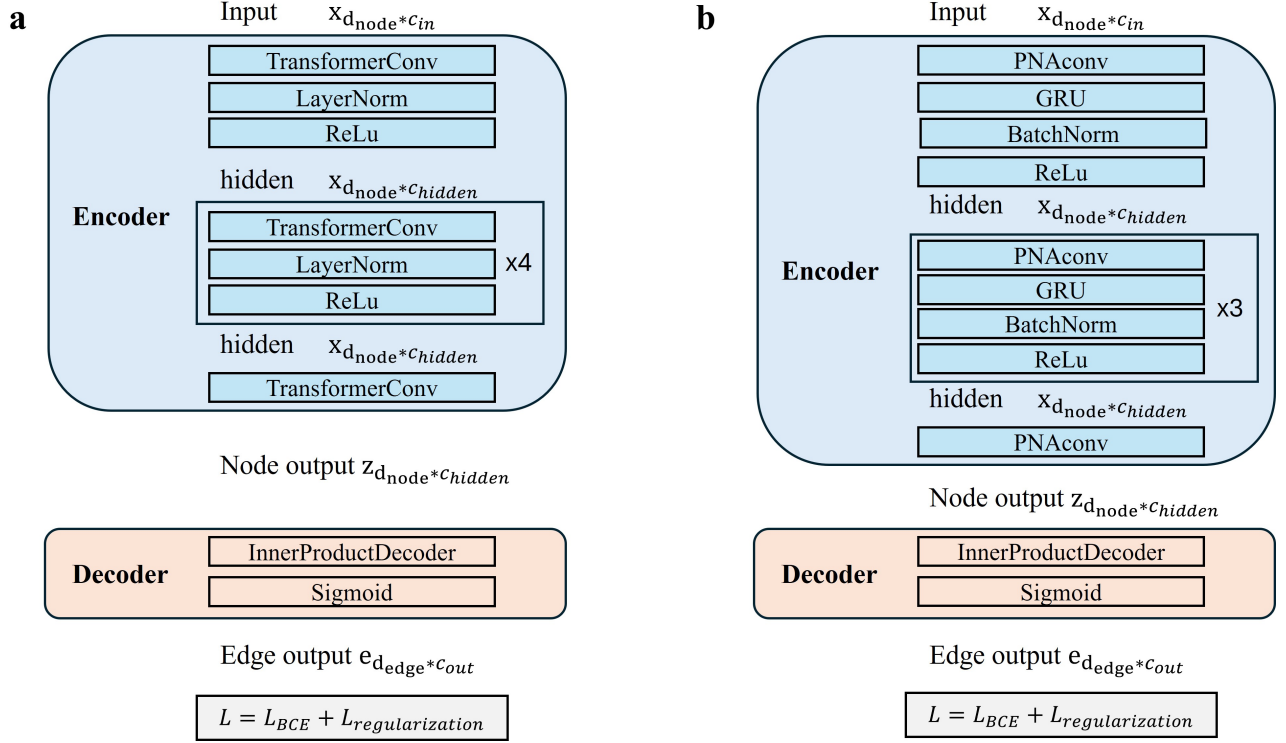 a
Input x_{d_{node}*c_{in}}
TransformerConv
LayerNorm
ReLu
hidden x_{d_{node}*c_{hidden}}
Encoder
TransformerConv
LayerNorm
ReLu
x4
hidden x_{d_{node}*c_{hidden}}
TransformerConv
Node output z_{d_{node}*c_{hidden}}
Decoder
InnerProductDecoder
Sigmoid
Edge output e_{d_{edge}*c_{out}}
L = L_{BCE} + L_{regularization}
b
Input x_{d_{node}*c_{in}}
PNAconv
GRU
BatchNorm
ReLu
hidden x_{d_{node}*c_{hidden}}
Encoder
PNAconv
GRU
BatchNorm
ReLu
x3
hidden x_{d_{node}*c_{hidden}}
PNAconv
Node output z_{d_{node}*c_{hidden}}
Decoder
InnerProductDecoder
Sigmoid
Edge output e_{d_{edge}*c_{out}}
L = L_{BCE} + L_{regularization}